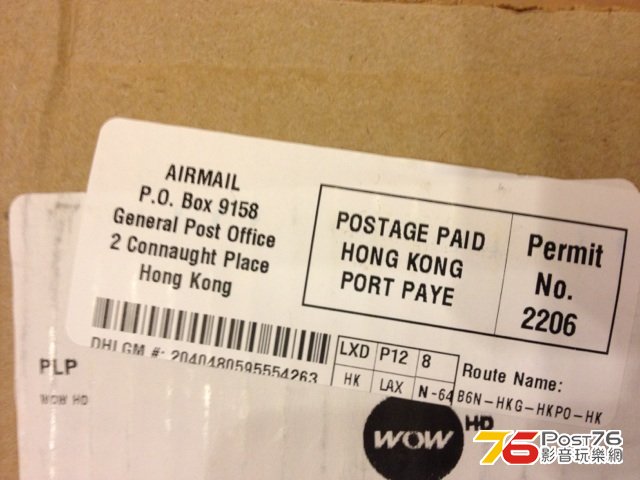 AIRMAIL
P.O. Box 9158
General Post Office
2 Connaught Place
Hong Kong
POSTAGE PAID
HONG KONG
PORT PAYE
Permit
No.
2206
DHLGM #: 2040480595554263
LXD P12 8
HK LAX N-64
Route Name:
B6N-HKG-HKPO-HK
PLP
WOW HD
WOW
HD
76 Post76
影音玩樂網